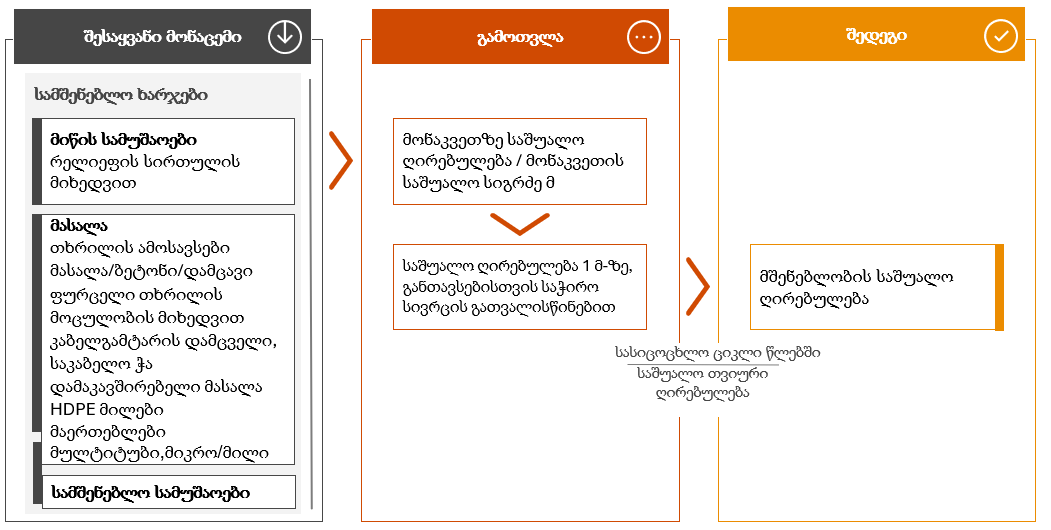 შესაყვანი მონაცემი
სამშენებლო ხარჯები
მიწის სამუშაოები
რელიეფის სირთულის
მიხედვით
მასალა
თხრილის ამოსავსები
მასალა/ბეტონი/დამცავი
ფურცელი თხრილის
მოცულობის მიხედვით
კაბელგამტარის დამცველი,
საკაბელო ჭა
დამაკავშირებელი მასალა
HDPE მილები
მაერთებლები
მულტიტუბი,მიკრო/მილი
სამშენებლო სამუშაოები
გამოთვლა
მონაკვეთზე საშუალო
ღირებულება / მონაკვეთის
საშუალო სიგრძე მ
საშუალო ღირებულება 1 მ-ზე,
განთავსებისთვის საჭირო
სივრცის გათვალისწინებით
სასიცოცხლო ციკლი წლებში
საშუალო თვიური
ღირებულება
შედეგი
მშენებლობის საშუალო
ღირებულება